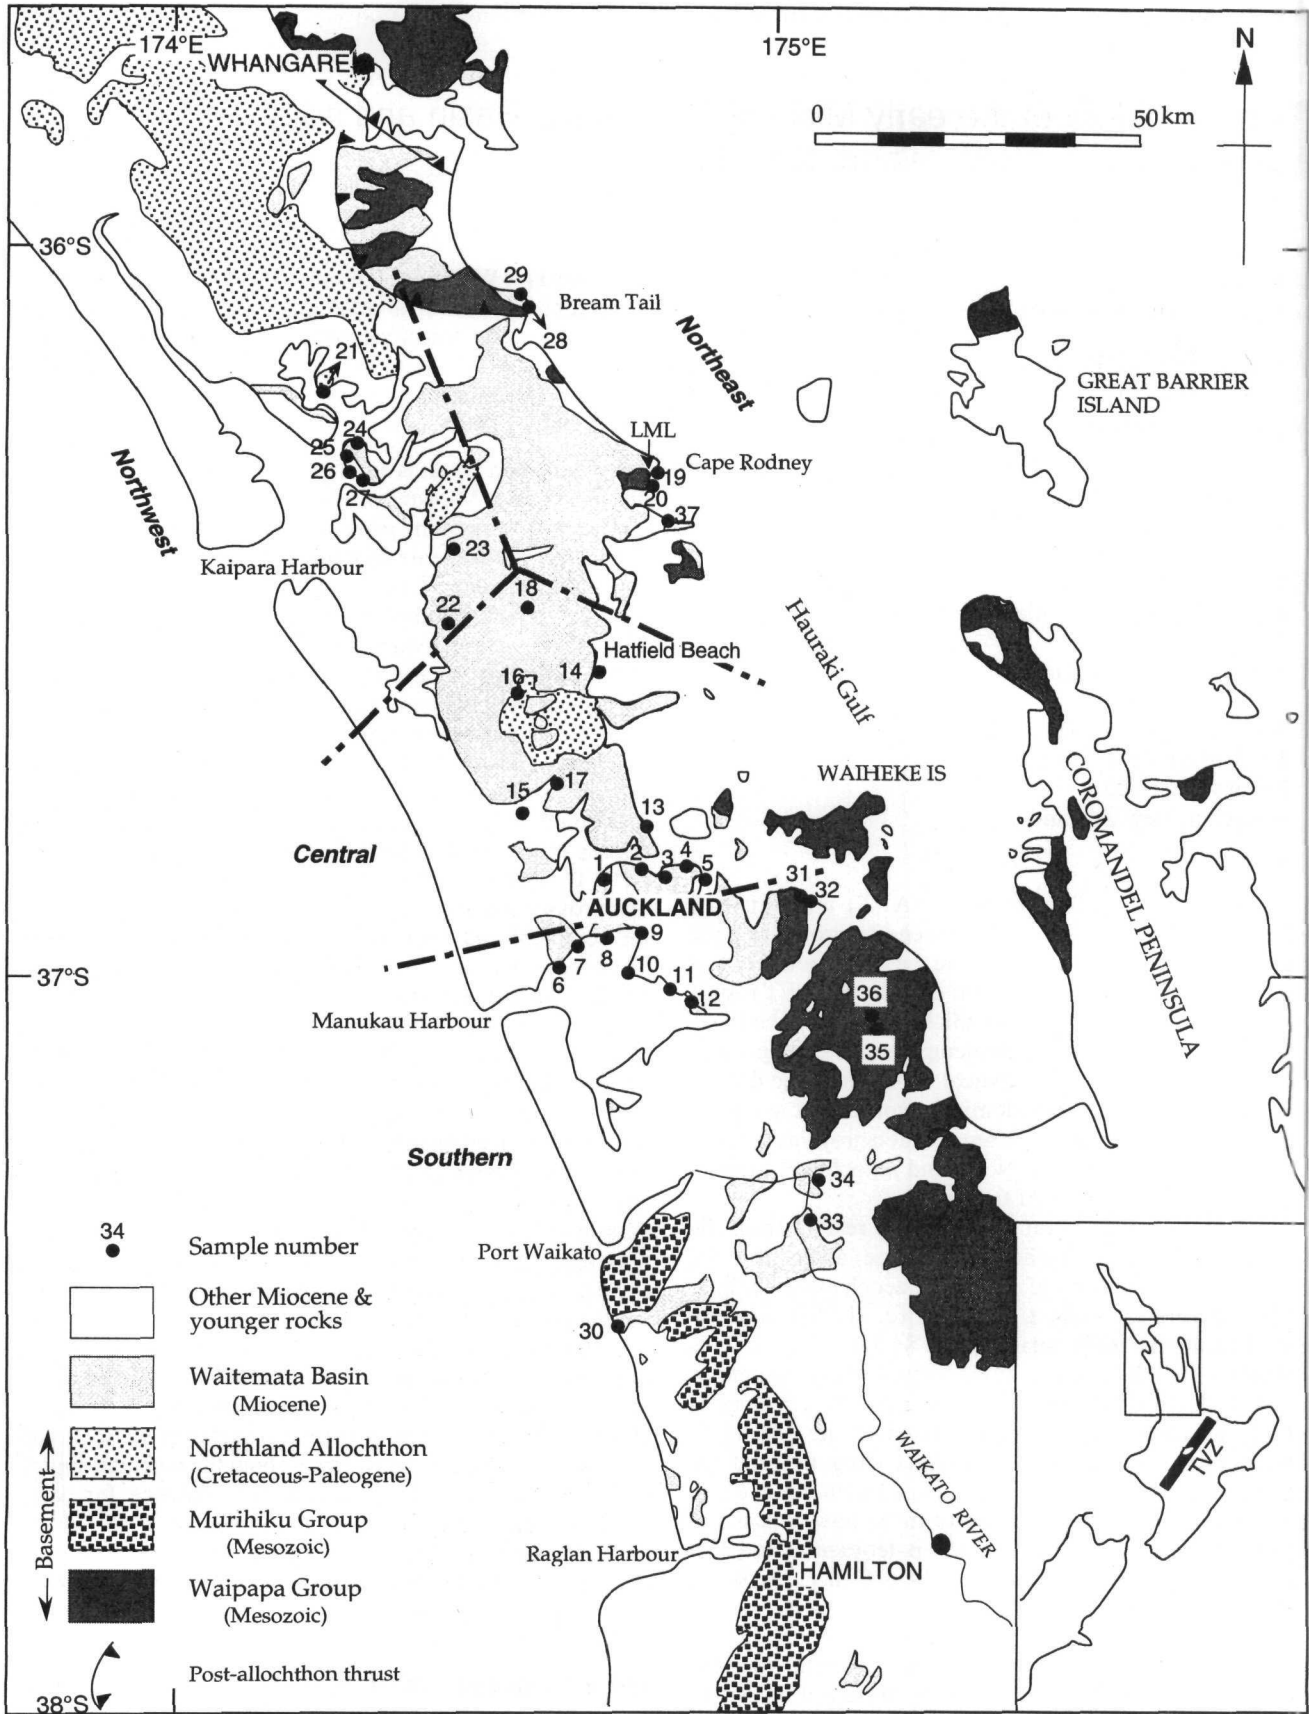 174°E
175°E
N
WHANGAREI
0
50 km
36°S
29
Bream Tail
28
Northeast
21
GREAT BARRIER
ISLAND
LML
24
25
26
27
Cape Rodney
19
20
37
Northwest
23
Kaipara Harbour
18
22
Hauraki Gulf
Hatfield Beach
14
16
WAIHEKE IS
COROMANDEL PENINSULA
17
15
13
Central
1
2
3
4
5
31
32
AUCKLAND
9
8
7
6
10
11
12
37°S
36
35
Manukau Harbour
Southern
34
33
Port Waikato
30
34
Sample number
Other Miocene &
younger rocks
Waitemata Basin
(Miocene)
Northland Allochthon
(Cretaceous-Paleogene)
Basement
Murihiku Group
(Mesozoic)
Waipapa Group
(Mesozoic)
Post-allochthon thrust
WAIKATO RIVER
Raglan Harbour
HAMILTON
TVZ
38°S